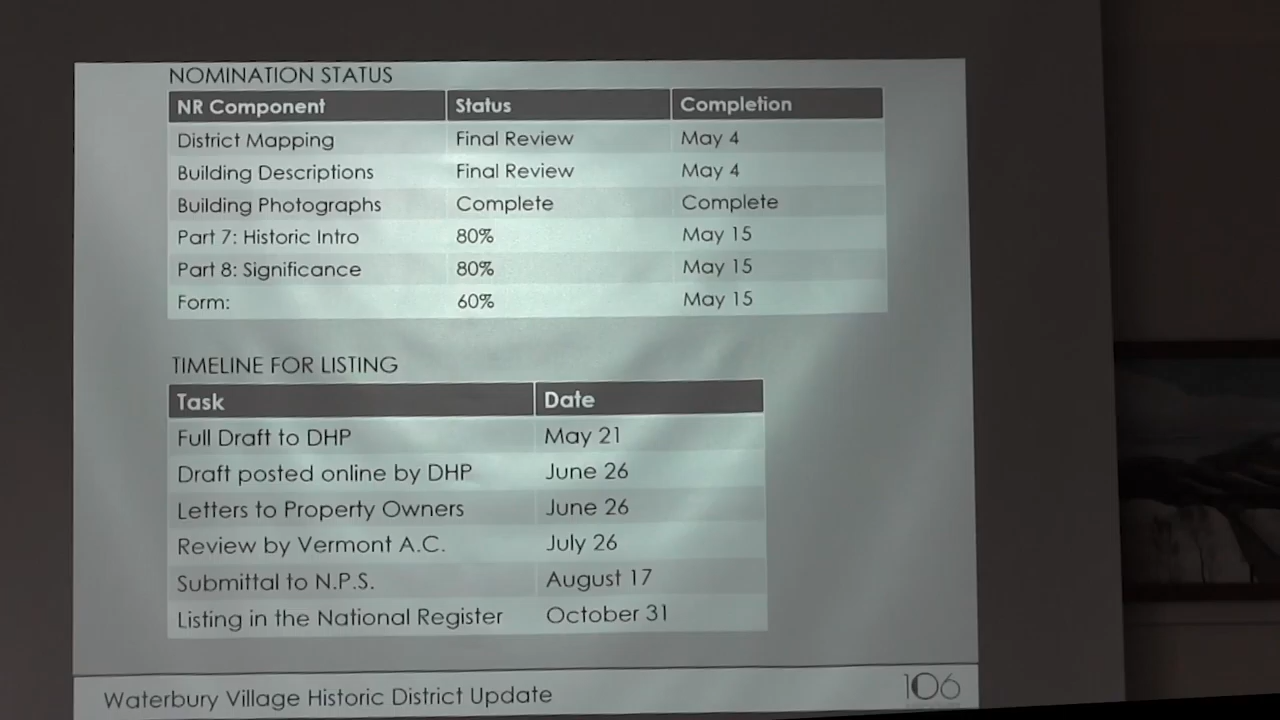 NOMINATION STATUS
NR Component Status Completion
District Mapping Final Review May 4
Building Descriptions Final Review May 4
Building Photographs Complete Complete
Part 7: Historic Intro 80% May 15
Part 8: Significance 80% May 15
Form: 60% May 15
TIMELINE FOR LISTING
Task Date
Full Draft to DHP May 21
Draft posted online by DHP June 26
Letters to Property Owners June 26
Review by Vermont A.C. July 26
Submittal to N.P.S. August 17
Listing in the National Register October 31
Waterbury Village Historic District Update 106